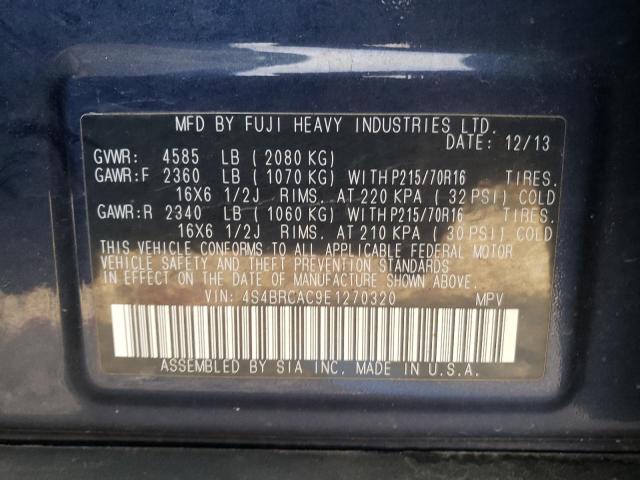 MFD BY FUJI HEAVY INDUSTRIES LTD.
DATE: 12/13
GVWR: 4585 LB (2080 KG)
GAWR:F 2360 LB (1070 KG) WITH P215/70R16 TIRES.
16X6 1/2J RIMS. AT 220 KPA (32 PSI) COLD
GAWR:R 2340 LB (1060 KG) WITH P215/70R16 TIRES.
16X6 1/2J RIMS. AT 210 KPA (30 PSI) COLD
THIS VEHICLE CONFORMS TO ALL APPLICABLE FEDERAL MOTOR
VEHICLE SAFETY AND THEFT PREVENTION STANDARDS
IN EFFECT ON THE DATE OF MANUFACTURE SHOWN ABOVE.
VIN: 4S4BRCAC9E1270320 MPV
ASSEMBLED BY SIA INC. MADE IN U.S.A.